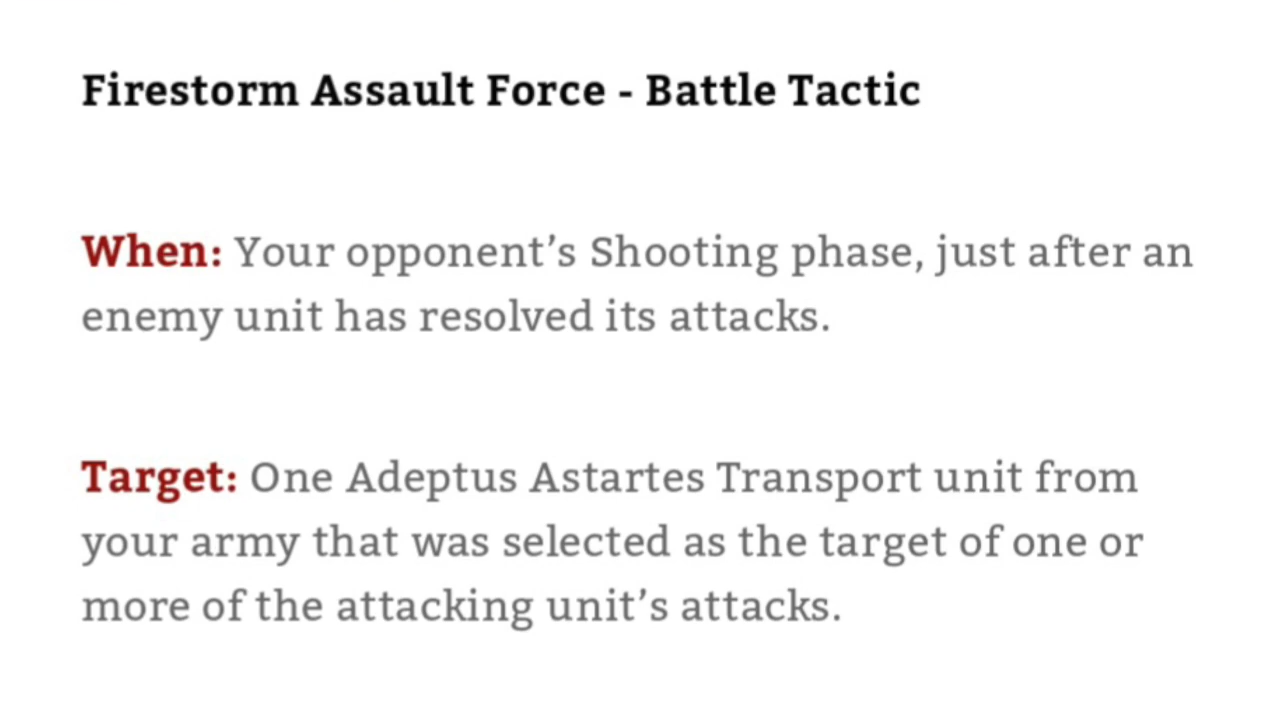 Firestorm Assault Force - Battle Tactic
When: Your opponent’s Shooting phase, just after an
enemy unit has resolved its attacks.
Target: One Adeptus Astartes Transport unit from
your army that was selected as the target of one or
more of the attacking unit’s attacks.